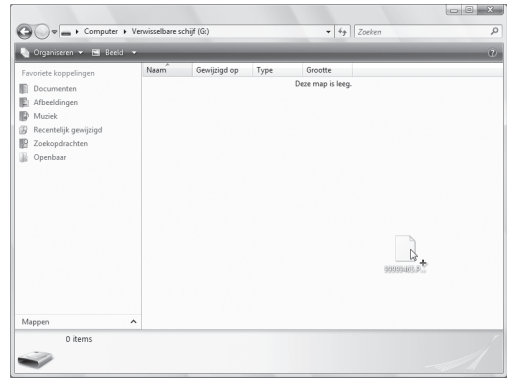 Computer Verwisselbare schijf (G:) Zoeken
Organiseren Beeld
Favoriete koppelingen
Documenten
Afbeeldingen
Muziek
Recentelijk gewijzigd
Zoekopdrachten
Openbaar
Mappen
Naam Gewijzigd op Type Grootte
Deze map is leeg.
0 items